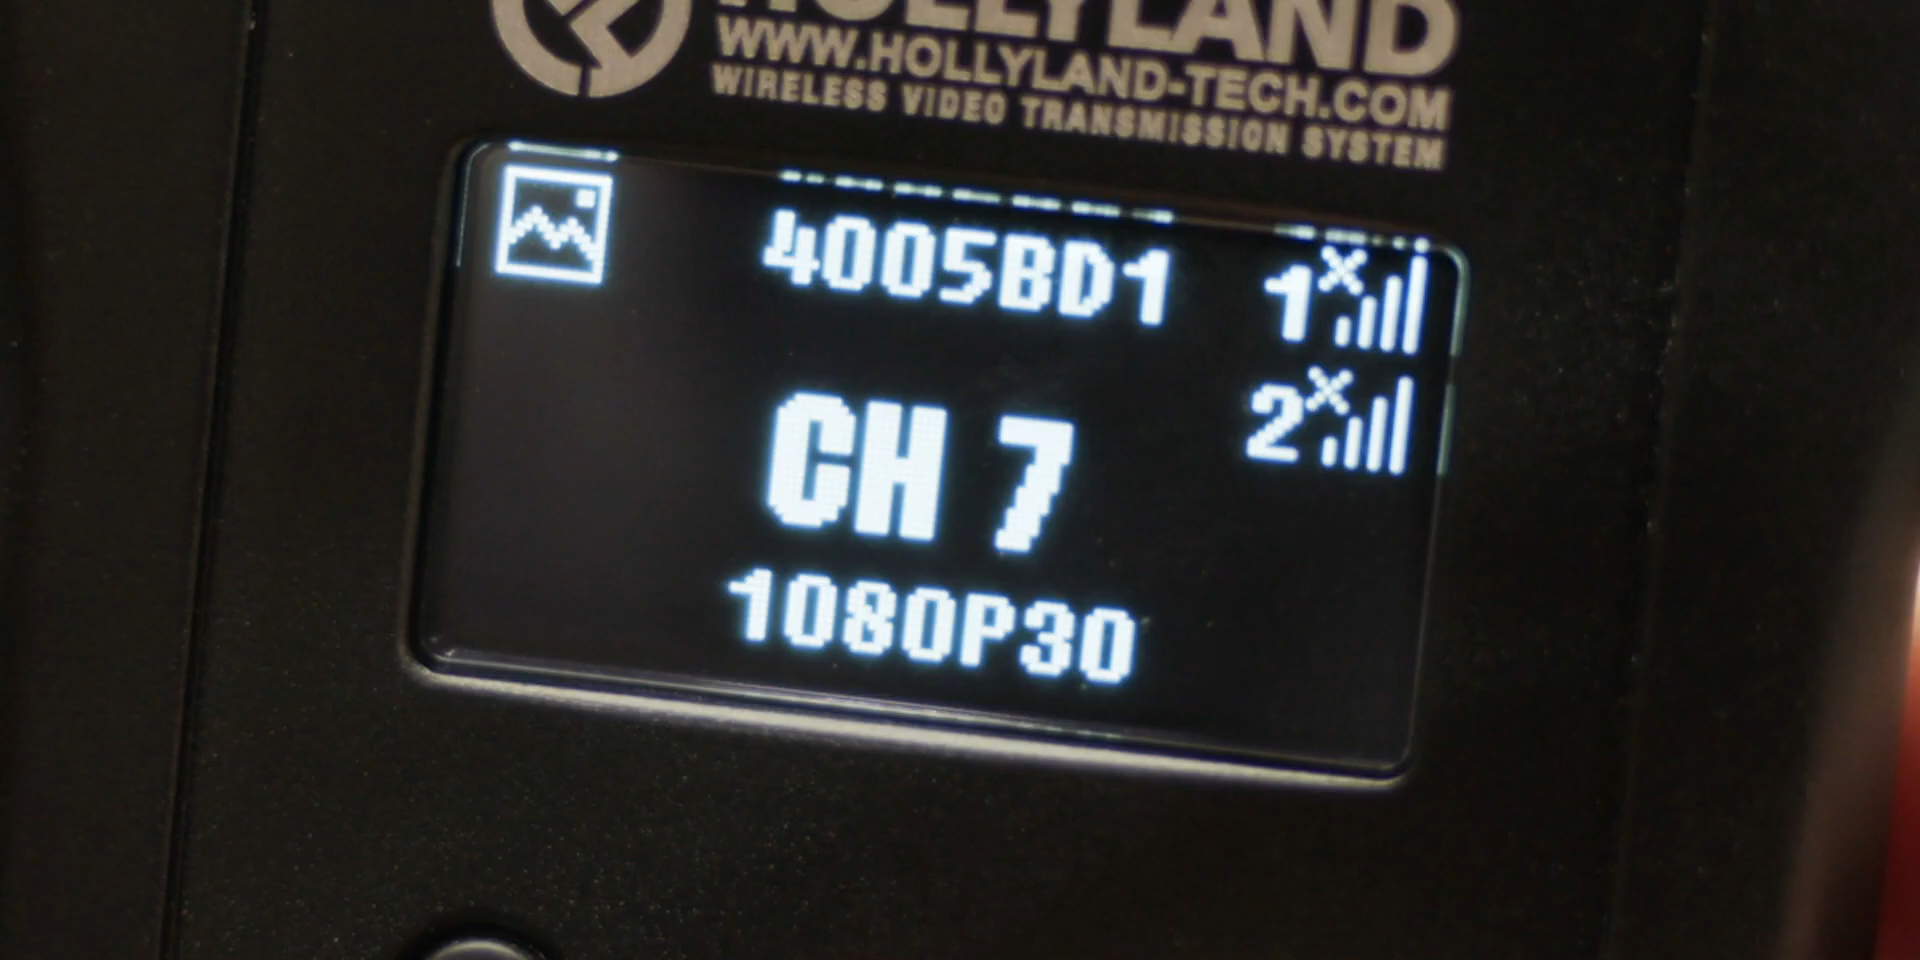 HOLLYLAND
WWW.HOLLYLAND-TECH.COM
WIRELESS VIDEO TRANSMISSION SYSTEM
4005BD1 1
2
CH 7
1080P30